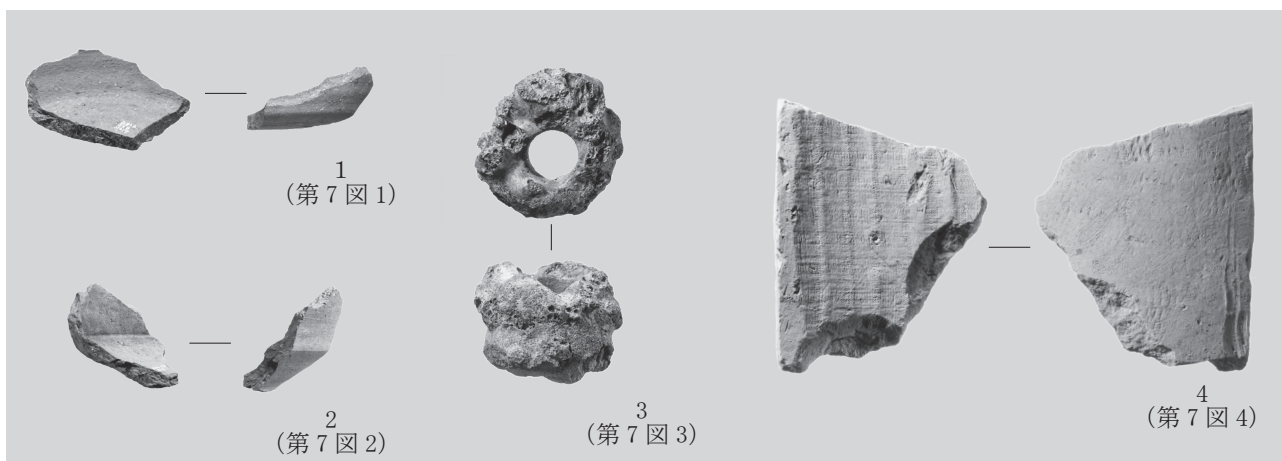 1
（第 7 図 1）
2
（第 7 図 2）
3
（第 7 図 3）
4
（第 7 図 4）